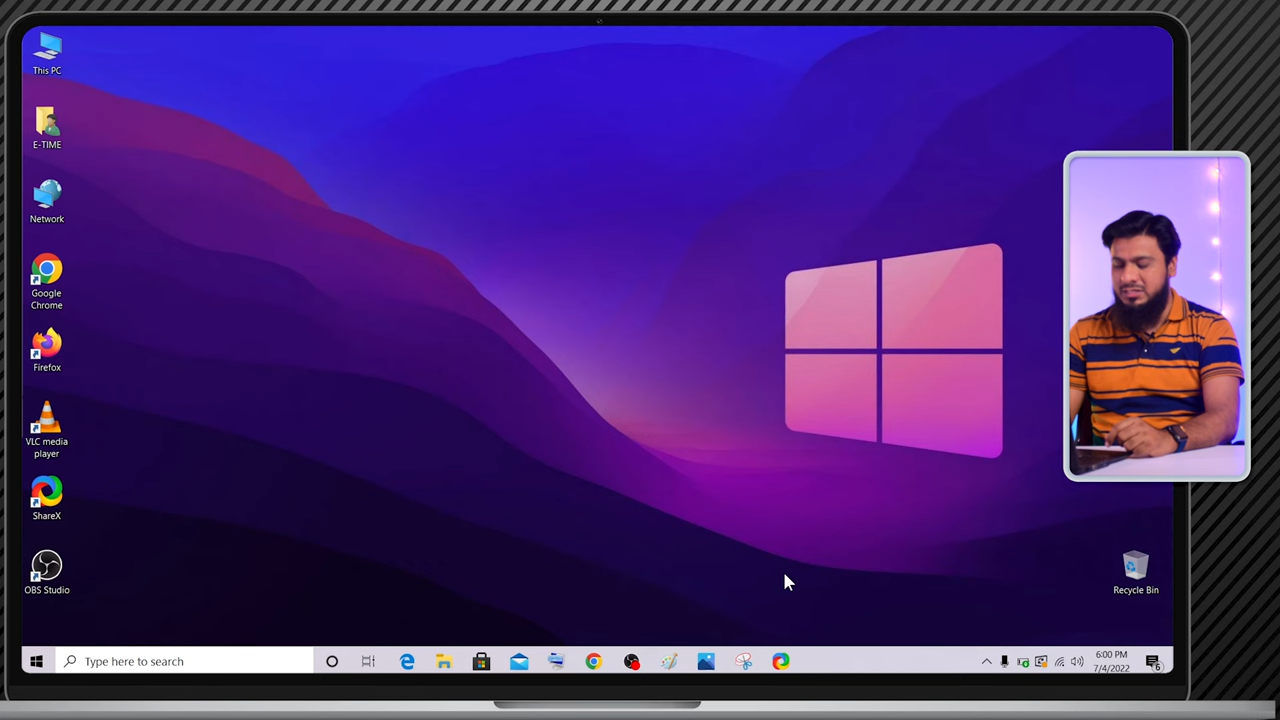 This PC
E-TIME
Network
Google
Chrome
Firefox
VLC media
player
ShareX
OBS Studio
Recycle Bin
Type here to search
6:00 PM
7/4/2022
6